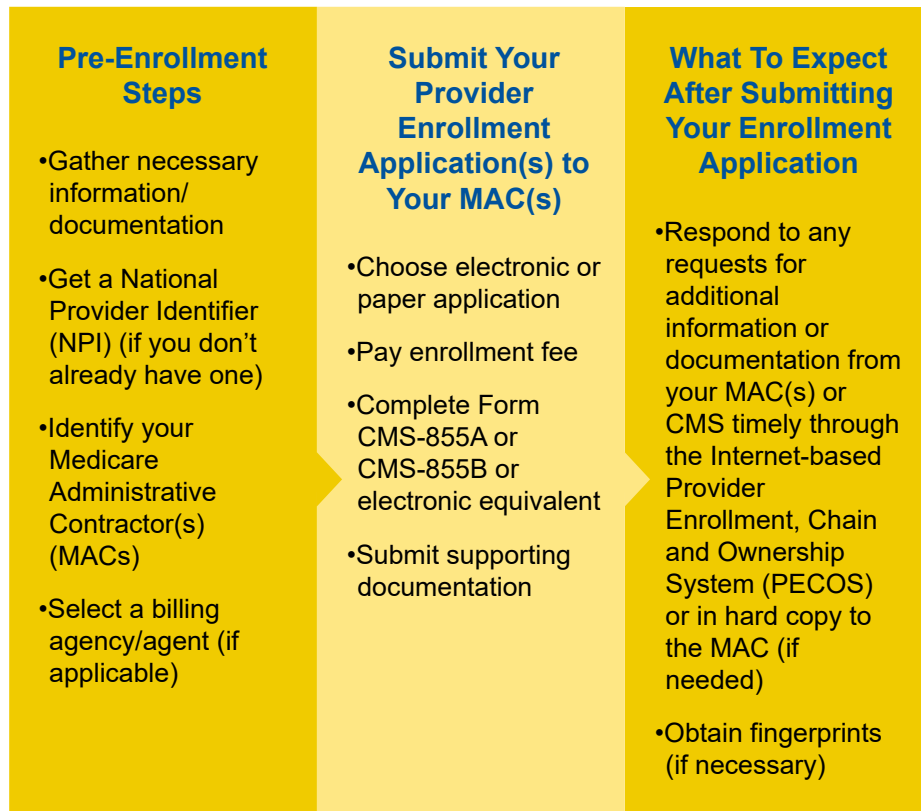 Pre-Enrollment
Steps
•Gather necessary
information/
documentation
•Get a National
Provider Identifier
(NPI) (if you don’t
already have one)
•Identify your
Medicare
Administrative
Contractor(s)
(MACs)
•Select a billing
agency/agent (if
applicable)
Submit Your
Provider
Enrollment
Application(s) to
Your MAC(s)
•Choose electronic or
paper application
•Pay enrollment fee
•Complete Form
CMS-855A or
CMS-855B or
electronic equivalent
•Submit supporting
documentation
What To Expect
After Submitting
Your Enrollment
Application
•Respond to any
requests for
additional
information or
documentation from
your MAC(s) or
CMS timely through
the Internet-based
Provider
Enrollment, Chain
and Ownership
System (PECOS)
or in hard copy to
the MAC (if
needed)
•Obtain fingerprints
(if necessary)